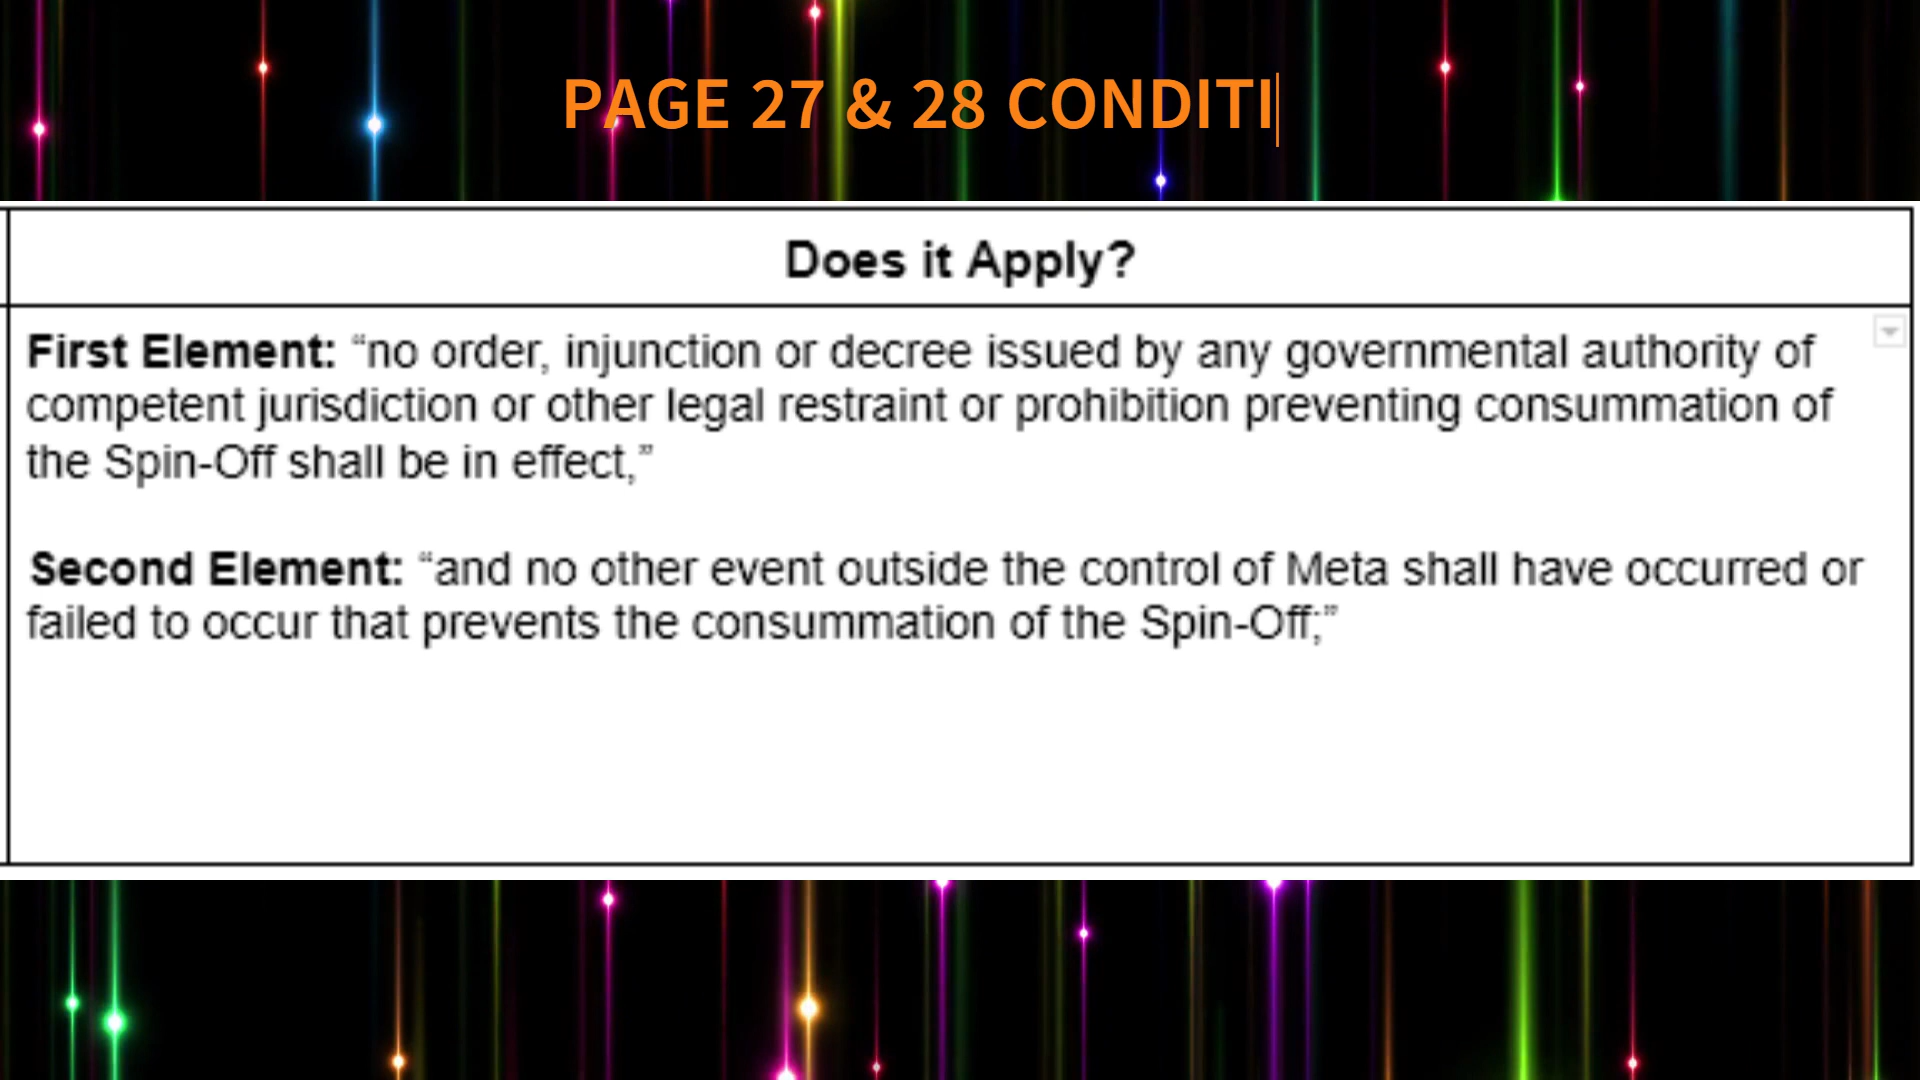 PAGE 27 & 28 CONDITI
Does it Apply?
First Element: “no order, injunction or decree issued by any governmental authority of
competent jurisdiction or other legal restraint or prohibition preventing consummation of
the Spin-Off shall be in effect,”
Second Element: “and no other event outside the control of Meta shall have occurred or
failed to occur that prevents the consummation of the Spin-Off;”